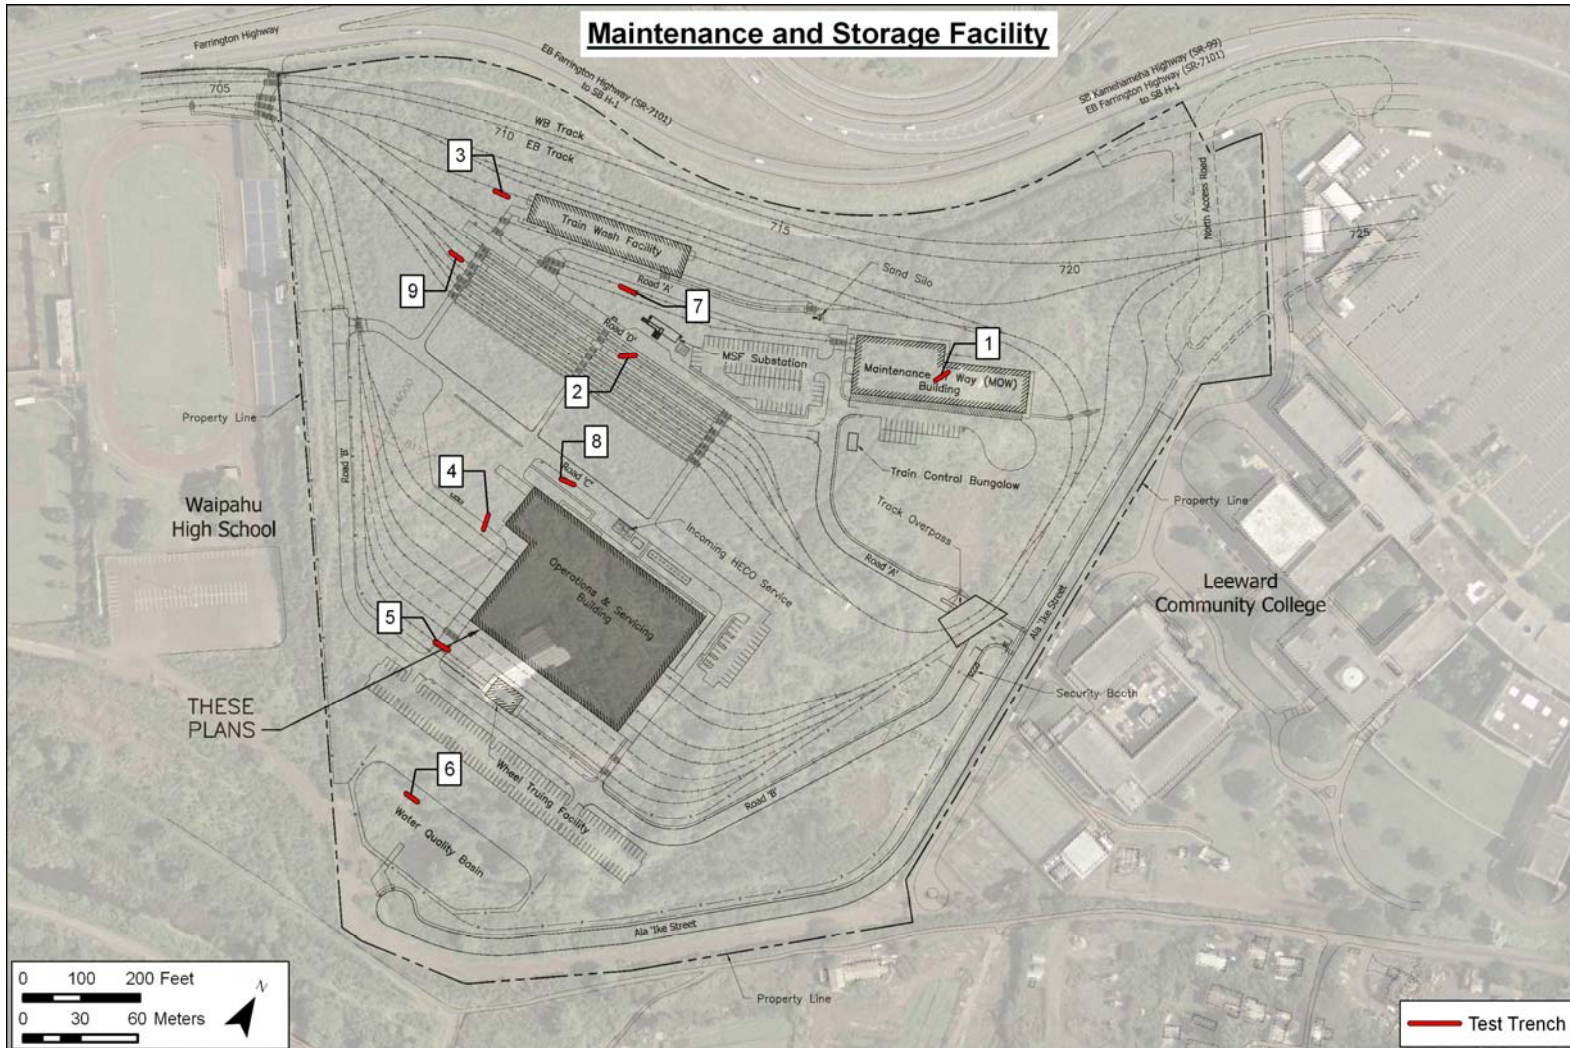 Maintenance and Storage Facility
Farrington Highway
EB Farrington Highway (SR-7101)
to SB H-1
SB Kamehameha Highway (SR-99)
EB Farrington Highway (SR-7101)
to SB H-1
705
WB Track
710
EB Track
3
715
North Access Road
725
720
Train Wash Facility
Sand Silo
9
Road 'A'
7
Road 'D'
MSF Substation
1
Maintenance
Way (MOW)
Building
2
Property Line
8
Train Control Bungalow
Road 'B'
4
Road 'C'
Property Line
Waipahu
High School
Track Overpass
Incoming HECO Service
Road 'A'
Operations & Servicing
Building
Leeward
Community College
Ala 'Ike Street
5
THESE
PLANS
Security Booth
6
Wheel Truing Facility
Road 'B'
Water Quality Basin
Ala 'Ike Street
Property Line
0 100 200 Feet
0 30 60 Meters
N
Test Trench